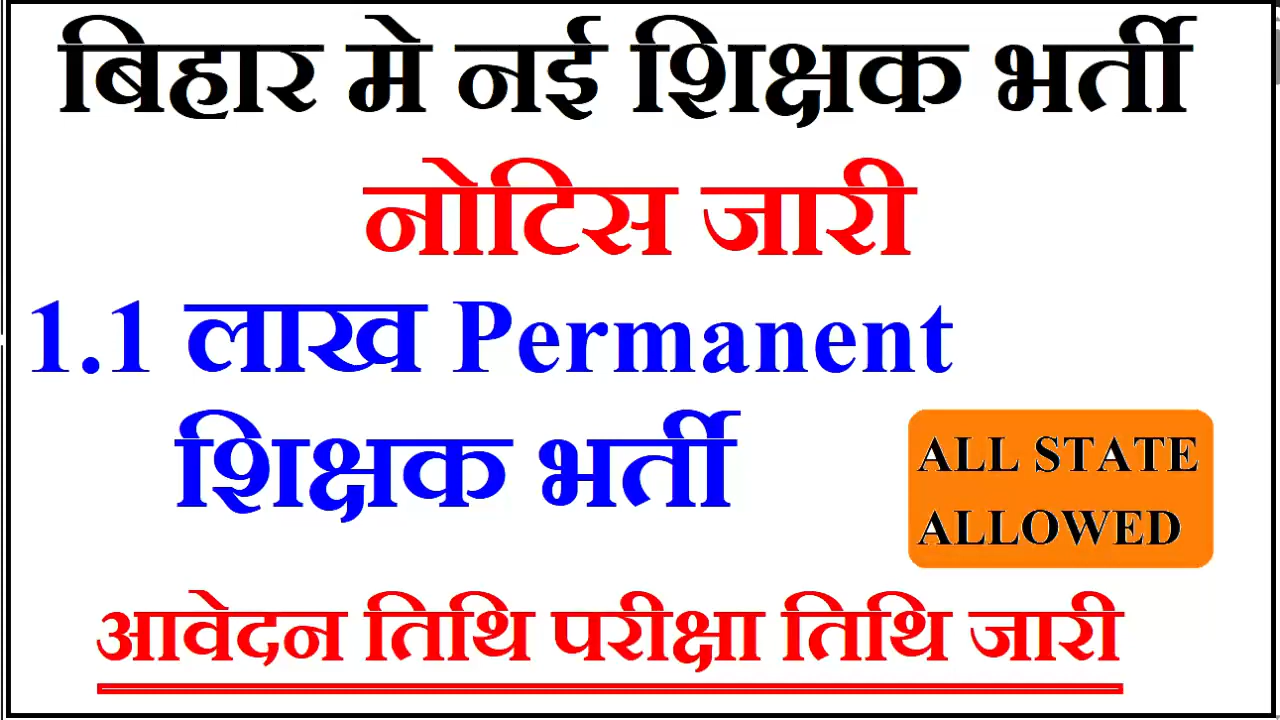 बिहार मे नई शिक्षक भर्ती
नोटिस जारी
1.1 लाख Permanent
शिक्षक भर्ती
ALL STATE
ALLOWED
आवेदन तिथि परीक्षा तिथि जारी